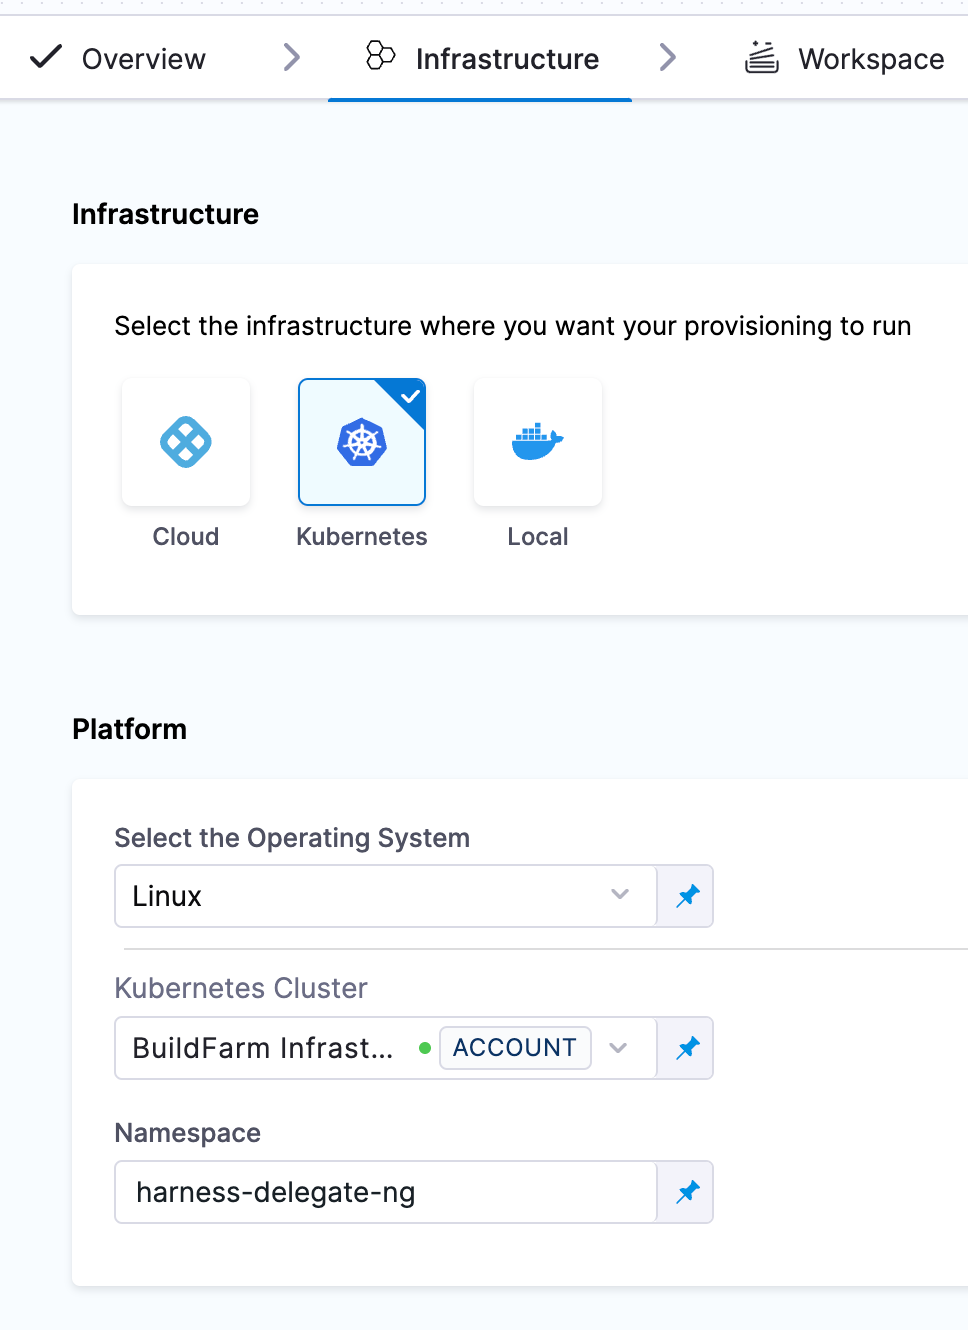 Overview
Infrastructure
Workspace
Infrastructure
Select the infrastructure where you want your provisioning to run
Cloud
Kubernetes
Local
Platform
Select the Operating System
Linux
Kubernetes Cluster
BuildFarm Infrast... ACCOUNT
Namespace
harness-delegate-ng